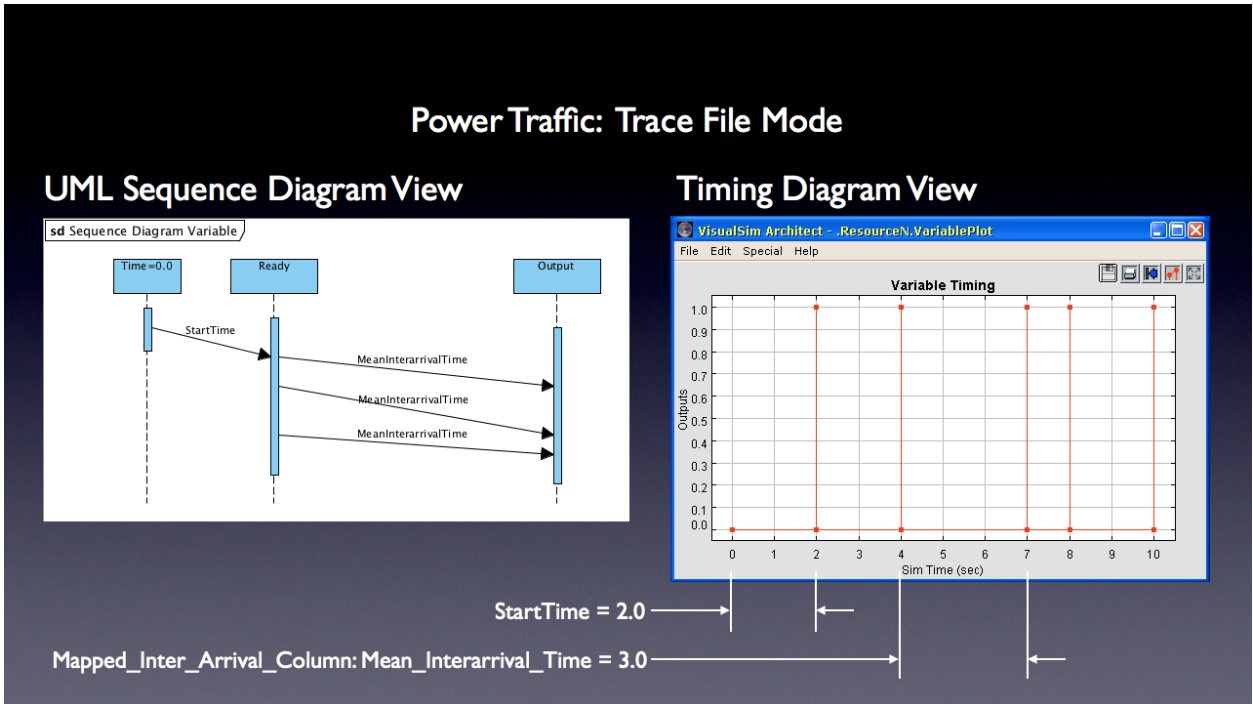 Power Traffic: Trace File Mode
UML Sequence Diagram View
sd Sequence Diagram Variable
Time=0.0
Ready
Output
StartTime
MeanInterarrivalTime
MeanInterarrivalTime
MeanInterarrivalTime
Timing Diagram View
VisualSim Architect - .ResourceN.VariablePlot
File Edit Special Help
Variable Timing
1.0
0.9
0.8
0.7
0.6
0.5
0.4
0.3
0.2
0.1
0.0
Outputs
0 1 2 3 4 5 6 7 8 9 10
Sim Time (sec)
StartTime = 2.0
Mapped_Inter_Arrival_Column: Mean_Interarrival_Time = 3.0